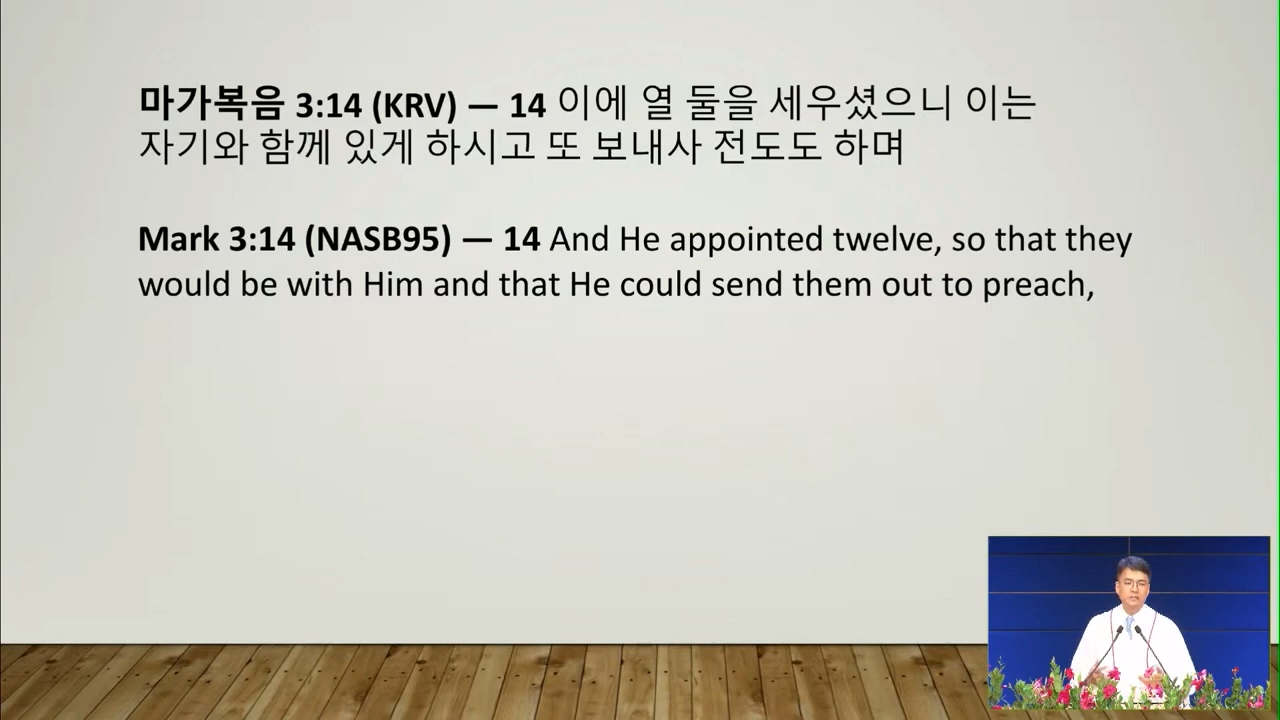 마가복음 3:14 (KRV) — 14 이에 열 둘을 세우셨으니 이는
자기와 함께 있게 하시고 또 보내사 전도도 하며
Mark 3:14 (NASB95) — 14 And He appointed twelve, so that they
would be with Him and that He could send them out to preach,